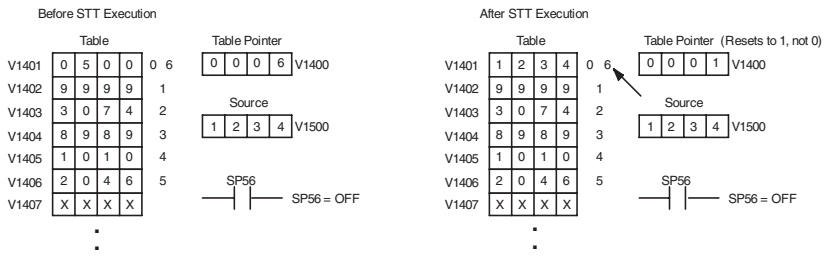 Before STT Execution
Table
Table Pointer
V1401 0 5 0 0 0 6
0 0 0 6 V1400
V1402 9 9 9 9 1
V1403 3 0 7 4 2
Source
V1404 8 9 8 9 3
1 2 3 4 V1500
V1405 1 0 1 0 4
V1406 2 0 4 6 5
SP56
SP56 = OFF
V1407 X X X X
After STT Execution
Table
Table Pointer (Resets to 1, not 0)
V1401 1 2 3 4 0 6
0 0 0 1 V1400
V1402 9 9 9 9 1
V1403 3 0 7 4 2
Source
V1404 8 9 8 9 3
1 2 3 4 V1500
V1405 1 0 1 0 4
V1406 2 0 4 6 5
SP56
SP56 = OFF
V1407 X X X X